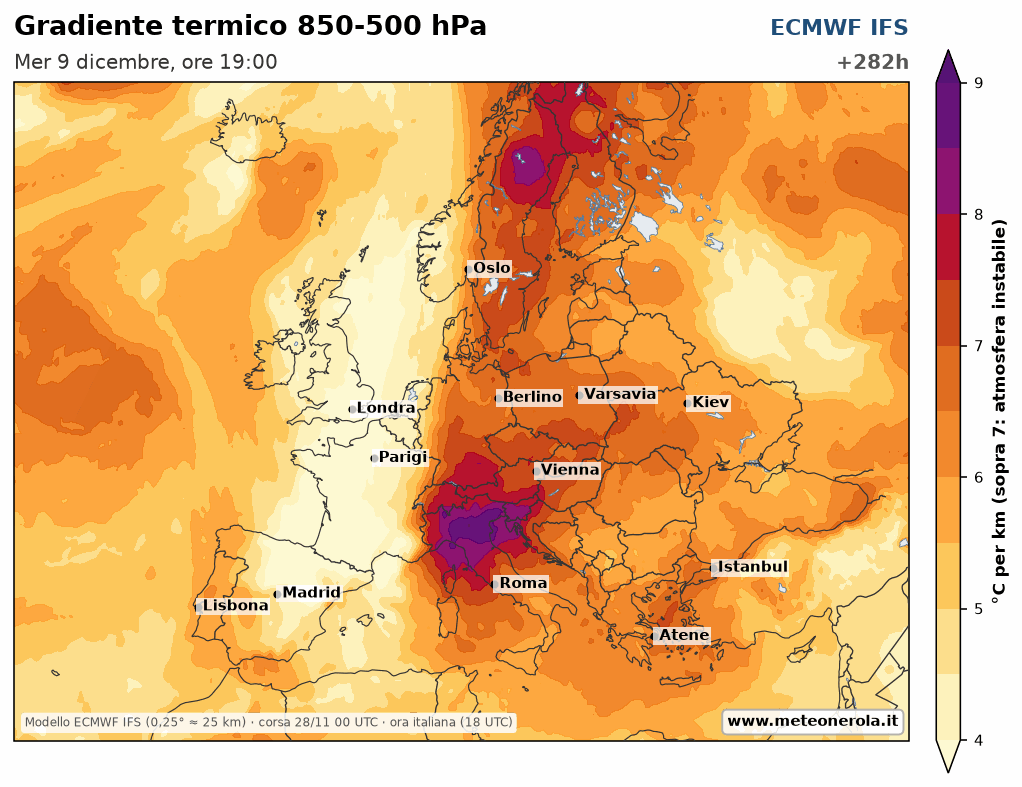 Gradiente termico 850-500 hPa
ECMWF IFS
Mer 9 dicembre, ore 19:00
+282h
9
8
7
6
5
4
°C per km (sopra 7: atmosfera instabile)
Oslo
Berlino
Varsavia
Kiev
Londra
Parigi
Vienna
Istanbul
Roma
Madrid
Lisbona
Atene
Modello ECMWF IFS (0,25° ≈ 25 km) · corsa 28/11 00 UTC · ora italiana (18 UTC)
www.meteonerola.it